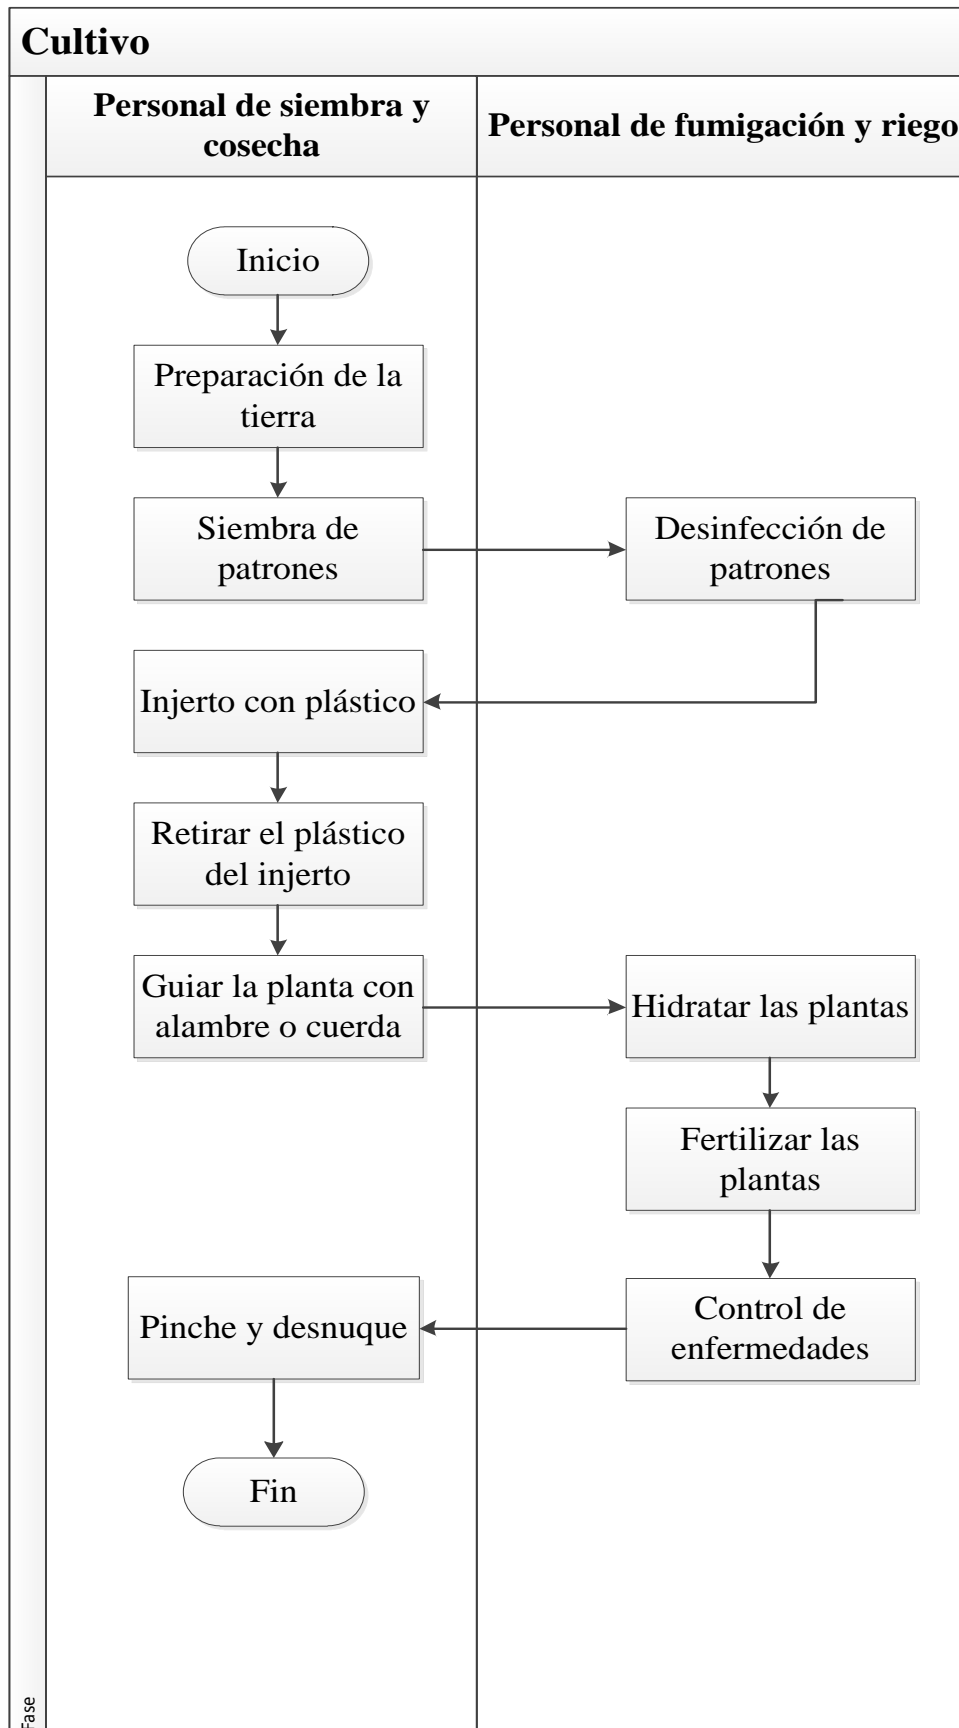 Cultivo
Personal de siembra y
cosecha
Personal de fumigación y riego
Inicio
Preparación de la
tierra
Siembra de
patrones
Desinfección de
patrones
Injerto con plástico
Retirar el plástico
del injerto
Guiar la planta con
alambre o cuerda
Hidratar las plantas
Fertilizar las
plantas
Control de
enfermedades
Pinche y desnuque
Fin
Fase